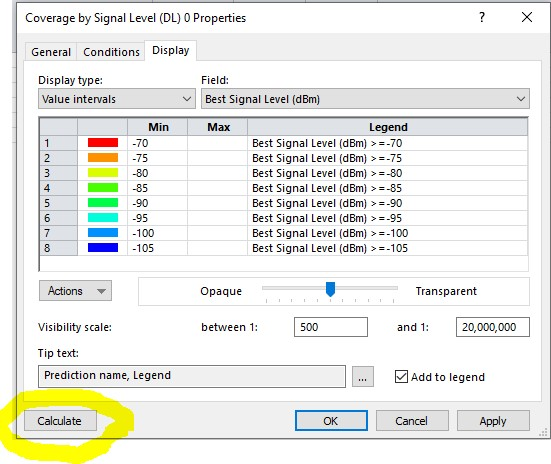 Coverage by Signal Level (DL) 0 Properties ? X
General Conditions Display
Display type: Field:
Value intervals Best Signal Level (dBm)
Min Max Legend
1 -70 Best Signal Level (dBm) >=-70
2 -75 Best Signal Level (dBm) >=-75
3 -80 Best Signal Level (dBm) >=-80
4 -85 Best Signal Level (dBm) >=-85
5 -90 Best Signal Level (dBm) >=-90
6 -95 Best Signal Level (dBm) >=-95
7 -100 Best Signal Level (dBm) >=-100
8 -105 Best Signal Level (dBm) >=-105
Actions Opaque Transparent
Visibility scale: between 1: 500 and 1: 20,000,000
Tip text:
Prediction name, Legend ... Add to legend
Calculate OK Cancel Apply